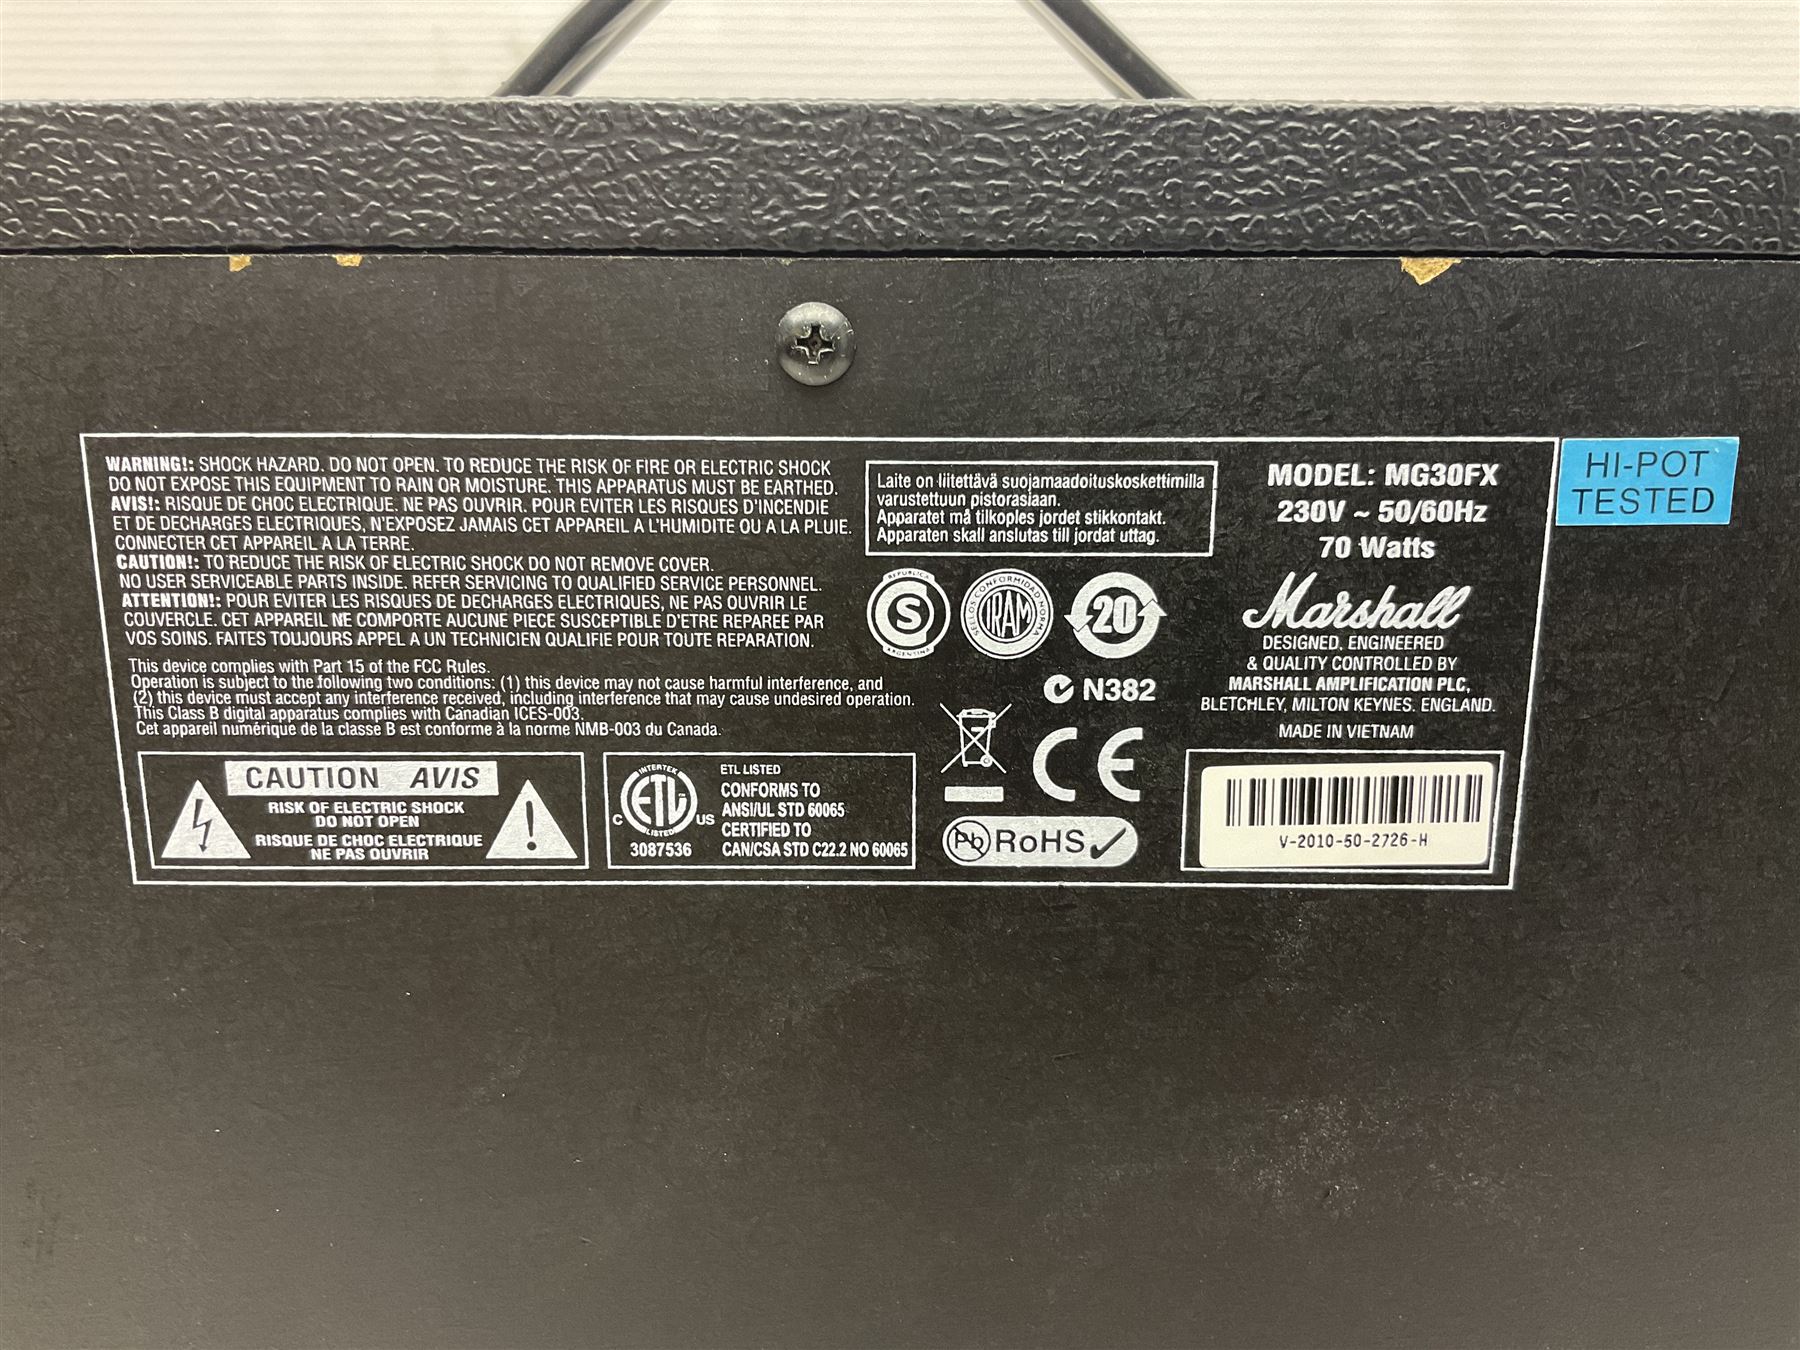 WARNING!: SHOCK HAZARD. DO NOT OPEN. TO REDUCE THE RISK OF FIRE OR ELECTRIC SHOCK
DO NOT EXPOSE THIS EQUIPMENT TO RAIN OR MOISTURE. THIS APPARATUS MUST BE EARTHED.
AVIS!: RISQUE DE CHOC ELECTRIQUE. NE PAS OUVRIR. POUR EVITER LES RISQUES D'INCENDIE
ET DE DECHARGES ELECTRIQUES, N'EXPOSEZ JAMAIS CET APPAREIL A L'HUMIDITE OU A LA PLUIE.
CONNECTER CET APPAREIL A LA TERRE.
CAUTION!: TO REDUCE THE RISK OF ELECTRIC SHOCK DO NOT REMOVE COVER.
NO USER SERVICEABLE PARTS INSIDE. REFER SERVICING TO QUALIFIED SERVICE PERSONNEL.
ATTENTION!: POUR EVITER LES RISQUES DE DECHARGES ELECTRIQUES, NE PAS OUVRIR LE
COUVERCLE. CET APPAREIL NE COMPORTE AUCUNE PIECE SUSCEPTIBLE D'ETRE REPAREE PAR
VOS SOINS. FAITES TOUJOURS APPEL A UN TECHNICIEN QUALIFIE POUR TOUTE REPARATION.
This device complies with Part 15 of the FCC Rules.
Operation is subject to the following two conditions: (1) this device may not cause harmful interference, and
(2) this device must accept any interference received, including interference that may cause undesired operation.
This Class B digital apparatus complies with Canadian ICES-003.
Cet appareil numérique de la classe B est conforme à la norme NMB-003 du Canada.
CAUTION AVIS
RISK OF ELECTRIC SHOCK
DO NOT OPEN
RISQUE DE CHOC ELECTRIQUE
NE PAS OUVRIR
INTERTEK
ETL
LISTED
C US
3087536
ETL LISTED
CONFORMS TO
ANSI/UL STD 60065
CERTIFIED TO
CAN/CSA STD C22.2 NO 60065
Laite on liitettävä suojamaadoituskoskettimilla
varustettuun pistorasiaan.
Apparatet må tilkoples jordet stikkontakt.
Apparaten skall anslutas till jordat uttag.
REPUBLICA
S
ARGENTINA
SELLOS CONFORMIDAD NORMA
IRAM
20
N382
CE
Pb RoHS
MODEL: MG30FX
230V ~ 50/60Hz
70 Watts
Marshall
DESIGNED, ENGINEERED
& QUALITY CONTROLLED BY
MARSHALL AMPLIFICATION PLC,
BLETCHLEY, MILTON KEYNES. ENGLAND.
MADE IN VIETNAM
V-2010-50-2726-H
HI-POT
TESTED